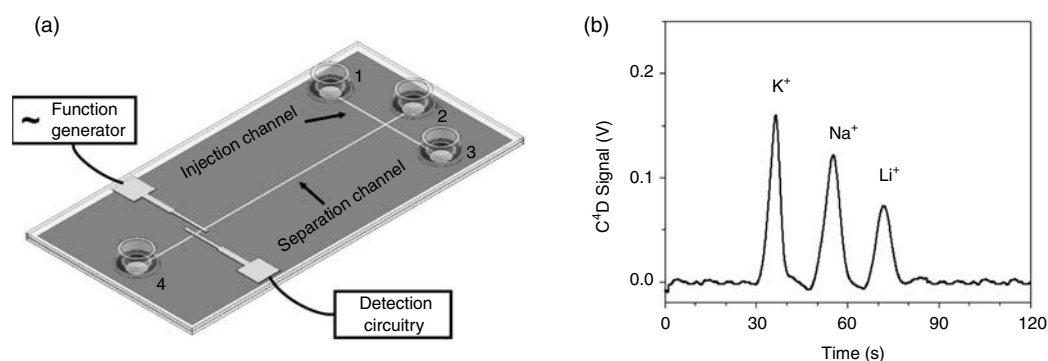 (a)
1
2
3
4
Injection channel
Separation channel
~ Function
generator
Detection
circuitry
(b)
C⁴D Signal (V)
0.2
0.1
0.0
K⁺
Na⁺
Li⁺
0 30 60 90 120
Time (s)